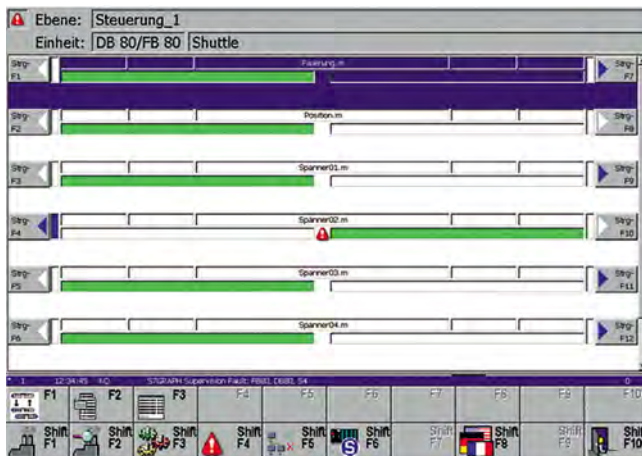 Ebene: Steuerung_1
Einheit: DB 80/FB 80 Shuttle
Strg- F1 Fixierung.m Strg- F7
Strg- F2 Position.m Strg- F8
Strg- F3 Spanner01.m Strg- F9
Strg- F4 Spanner02.m Strg- F10
Strg- F5 Spanner03.m Strg- F11
Strg- F6 Spanner04.m Strg- F12
* 1 12:34:45 S7GRAPH Supervision Fault: FB80, DB80, S4 0
F1 F2 F3 F4 F5 F6 F7 F8 F9 F10
Shift F1 Shift F2 Shift F3 Shift F4 Shift F5 Shift F6 Shift F7 Shift F8 Shift F9 Shift F10